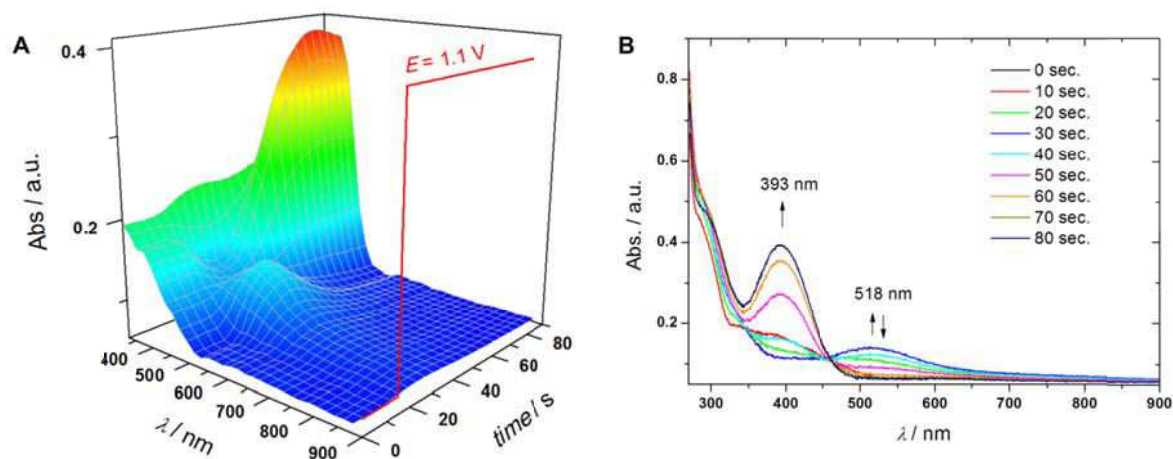 A
0.4
0.2
Abs / a.u.
E = 1.1 V
400
500
600
700
800
900
λ / nm
0
20
40
60
80
time / s
B
0.8
0.6
0.4
0.2
Abs. / a.u.
393 nm
518 nm
0 sec.
10 sec.
20 sec.
30 sec.
40 sec.
50 sec.
60 sec.
70 sec.
80 sec.
300 400 500 600 700 800 900
λ / nm